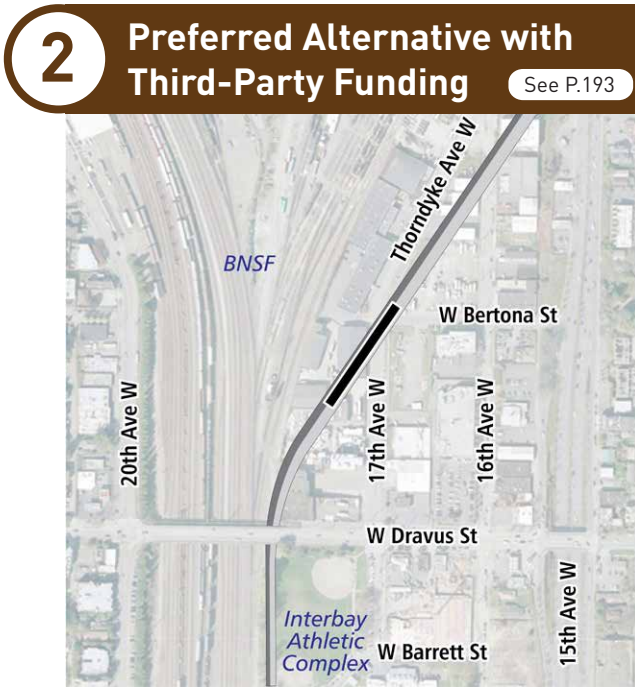 2
Preferred Alternative with
Third-Party Funding
See P.193
Thorndyke Ave W
BNSF
W Bertona St
20th Ave W
17th Ave W
16th Ave W
W Dravus St
15th Ave W
Interbay
Athletic
Complex
W Barrett St